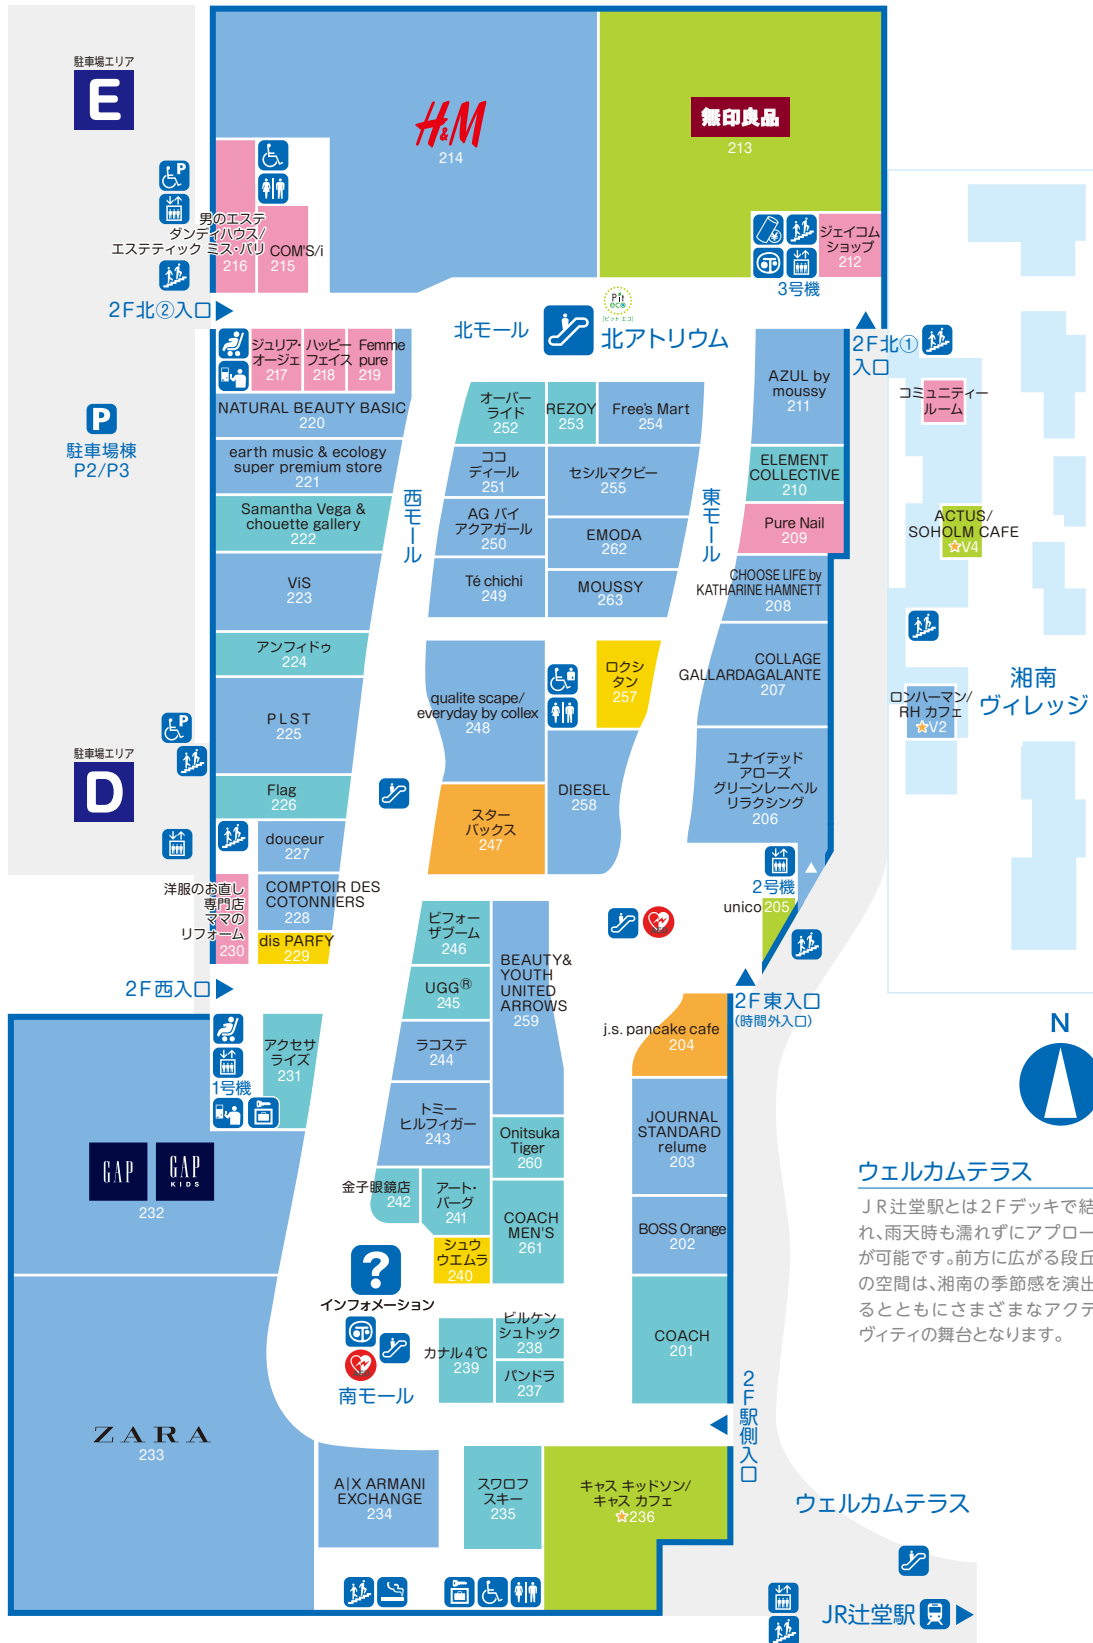 駐車場エリア
E
H&M
214
無印良品
213
P
男のエステ
ダンディハウス/
エステティック ミス・パリ
216
COM'S/i
215
ジェイコム
ショップ
212
3号機
2F北②入口
Pit
eco
[ピット エコ]
北モール
北アトリウム
2F北①
入口
ジュリア・
オージェ
217
ハッピー
フェイス
218
Femme
pure
219
NATURAL BEAUTY BASIC
220
AZUL by
moussy
211
コミュニティー
ルーム
オーバー
ライド
252
REZOY
253
Free's Mart
254
P
駐車場棟
P2/P3
earth music & ecology
super premium store
221
ココ
ディール
251
セシルマクビー
255
ELEMENT
COLLECTIVE
210
西モール
東モール
Samantha Vega &
chouette gallery
222
AG バイ
アクアガール
250
EMODA
262
Pure Nail
209
ACTUS/
SOHOLM CAFE
☆V4
ViS
223
Té chichi
249
MOUSSY
263
CHOOSE LIFE by
KATHARINE HAMNETT
208
アンフィドゥ
224
qualite scape/
everyday by collex
248
ロクシ
タン
257
COLLAGE
GALLARDAGALANTE
207
湘南
ヴィレッジ
ロンハーマン/
RH カフェ
☆V2
PLST
225
P
駐車場エリア
D
Flag
226
スター
バックス
247
DIESEL
258
ユナイテッド
アローズ
グリーンレーベル
リラクシング
206
douceur
227
2号機
洋服のお直し
専門店
ママの
リフォーム
230
COMPTOIR DES
COTONNIERS
228
unico 205
dis PARFY
229
ビフォー
ザブーム
246
BEAUTY&
YOUTH
UNITED
ARROWS
259
2F西入口
UGG®
245
2F東入口
(時間外入口)
j.s. pancake cafe
204
N
アクセサ
ライズ
231
1号機
ラコステ
244
トミー
ヒルフィガー
243
JOURNAL
STANDARD
relume
203
Onitsuka
Tiger
260
GAP
GAP
KIDS
232
金子眼鏡店
242
アート・
バーグ
241
COACH
MEN'S
261
BOSS Orange
202
シュウ
ウエムラ
240
ウェルカムテラス
JR辻堂駅とは2Fデッキで結
れ、雨天時も濡れずにアプロー
が可能です。前方に広がる段丘
の空間は、湘南の季節感を演出
るとともにさまざまなアクテ
ヴィティの舞台となります。
?
インフォメーション
カナル4℃
239
ビルケン
シュトック
238
パンドラ
237
COACH
201
南モール
2F駅側入口
ZARA
233
A|X ARMANI
EXCHANGE
234
スワロフ
スキー
235
キャス キッドソン/
キャス カフェ
☆236
ウェルカムテラス
JR辻堂駅